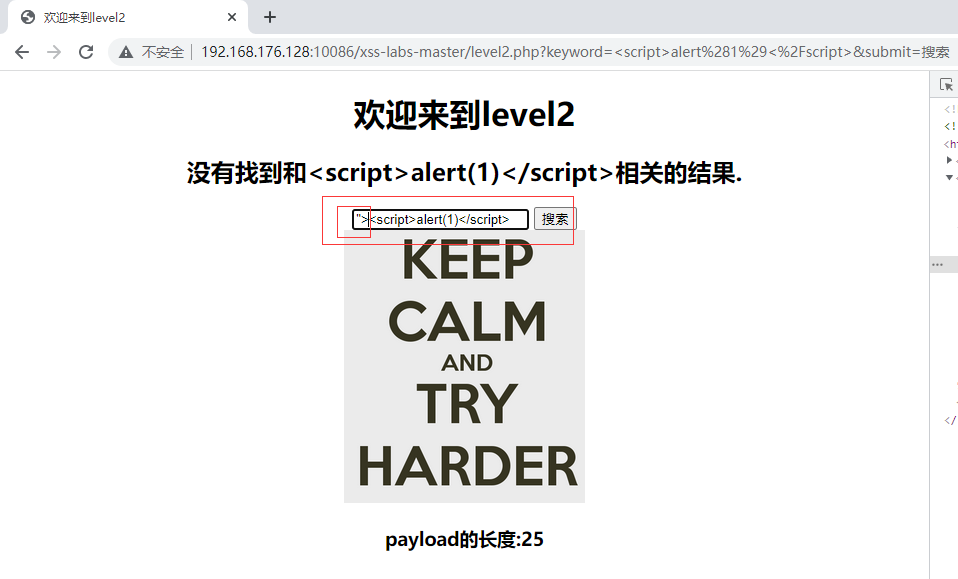 欢迎来到level2
不安全 192.168.176.128:10086/xss-labs-master/level2.php?keyword=<script>alert%281%29<%2Fscript>&submit=搜索
欢迎来到level2
没有找到和<script>alert(1)</script>相关的结果.
"><script>alert(1)</script> 搜索
KEEP
CALM
AND
TRY
HARDER
payload的长度:25
<!
<!
<h
</